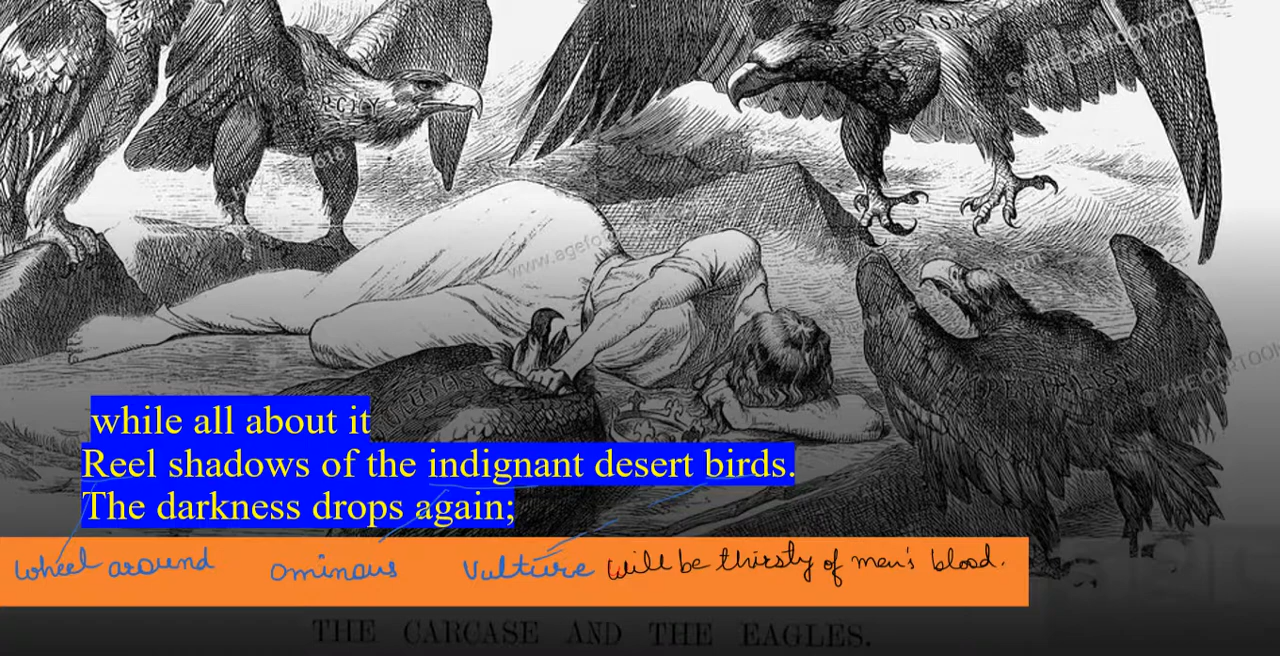 while all about it
Reel shadows of the indignant desert birds.
The darkness drops again;
Wheel around ominous Vulture will be thirsty of men's blood.
THE CARCASE AND THE EAGLES.